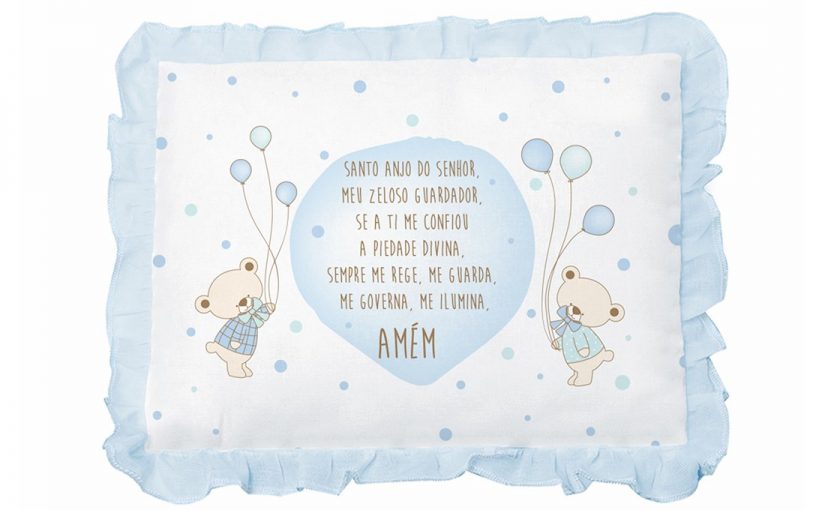 SANTO ANJO DO SENHOR,
MEU ZELOSO GUARDADOR,
SE A TI ME CONFIOU
A PIEDADE DIVINA,
SEMPRE ME REGE, ME GUARDA,
ME GOVERNA, ME ILUMINA,
AMÉM